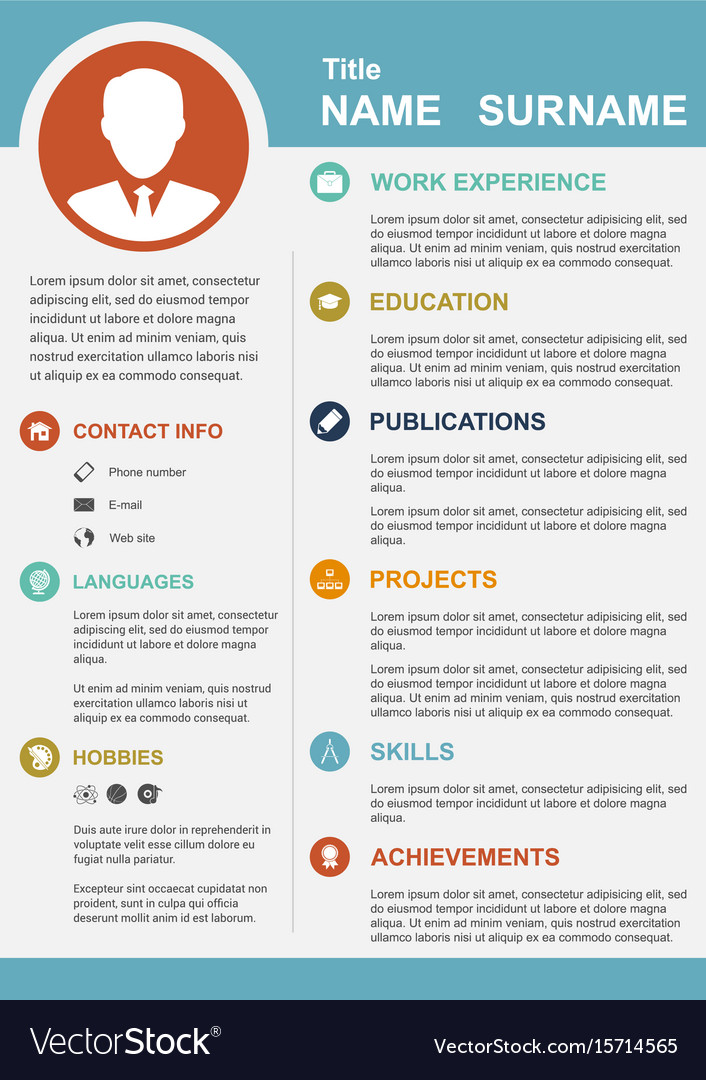 Title
NAME SURNAME
Lorem ipsum dolor sit amet, consectetur
adipiscing elit, sed do eiusmod tempor
incididunt ut labore et dolore magna
aliqua. Ut enim ad minim veniam, quis
nostrud exercitation ullamco laboris nisi
ut aliquip ex ea commodo consequat.
CONTACT INFO
Phone number
E-mail
Web site
LANGUAGES
Lorem ipsum dolor sit amet, consectetur
adipiscing elit, sed do eiusmod tempor
incididunt ut labore et dolore magna
aliqua.
Ut enim ad minim veniam, quis nostrud
exercitation ullamco laboris nisi ut
aliquip ex ea commodo consequat.
HOBBIES
Duis aute irure dolor in reprehenderit in
voluptate velit esse cillum dolore eu
fugiat nulla pariatur.
Excepteur sint occaecat cupidatat non
proident, sunt in culpa qui officia
deserunt mollit anim id est laborum.
WORK EXPERIENCE
Lorem ipsum dolor sit amet, consectetur adipisicing elit, sed
do eiusmod tempor incididunt ut labore et dolore magna
aliqua. Ut enim ad minim veniam, quis nostrud exercitation
ullamco laboris nisi ut aliquip ex ea commodo consequat.
EDUCATION
Lorem ipsum dolor sit amet, consectetur adipisicing elit, sed
do eiusmod tempor incididunt ut labore et dolore magna
aliqua. Ut enim ad minim veniam, quis nostrud exercitation
ullamco laboris nisi ut aliquip ex ea commodo consequat.
PUBLICATIONS
Lorem ipsum dolor sit amet, consectetur adipisicing elit, sed
do eiusmod tempor incididunt ut labore et dolore magna
aliqua.
Lorem ipsum dolor sit amet, consectetur adipisicing elit, sed
do eiusmod tempor incididunt ut labore et dolore magna
aliqua.
PROJECTS
Lorem ipsum dolor sit amet, consectetur adipisicing elit, sed
do eiusmod tempor incididunt ut labore et dolore magna
aliqua.
Lorem ipsum dolor sit amet, consectetur adipisicing elit, sed
do eiusmod tempor incididunt ut labore et dolore magna
aliqua. Ut enim ad minim veniam, quis nostrud exercitation
ullamco laboris nisi ut aliquip ex ea commodo consequat.
SKILLS
Lorem ipsum dolor sit amet, consectetur adipisicing elit, sed
do eiusmod tempor incididunt ut labore et dolore magna
aliqua.
ACHIEVEMENTS
Lorem ipsum dolor sit amet, consectetur adipisicing elit, sed
do eiusmod tempor incididunt ut labore et dolore magna
aliqua. Ut enim ad minim veniam, quis nostrud exercitation
ullamco laboris nisi ut aliquip ex ea commodo consequat.
VectorStock®
VectorStock.com/15714565